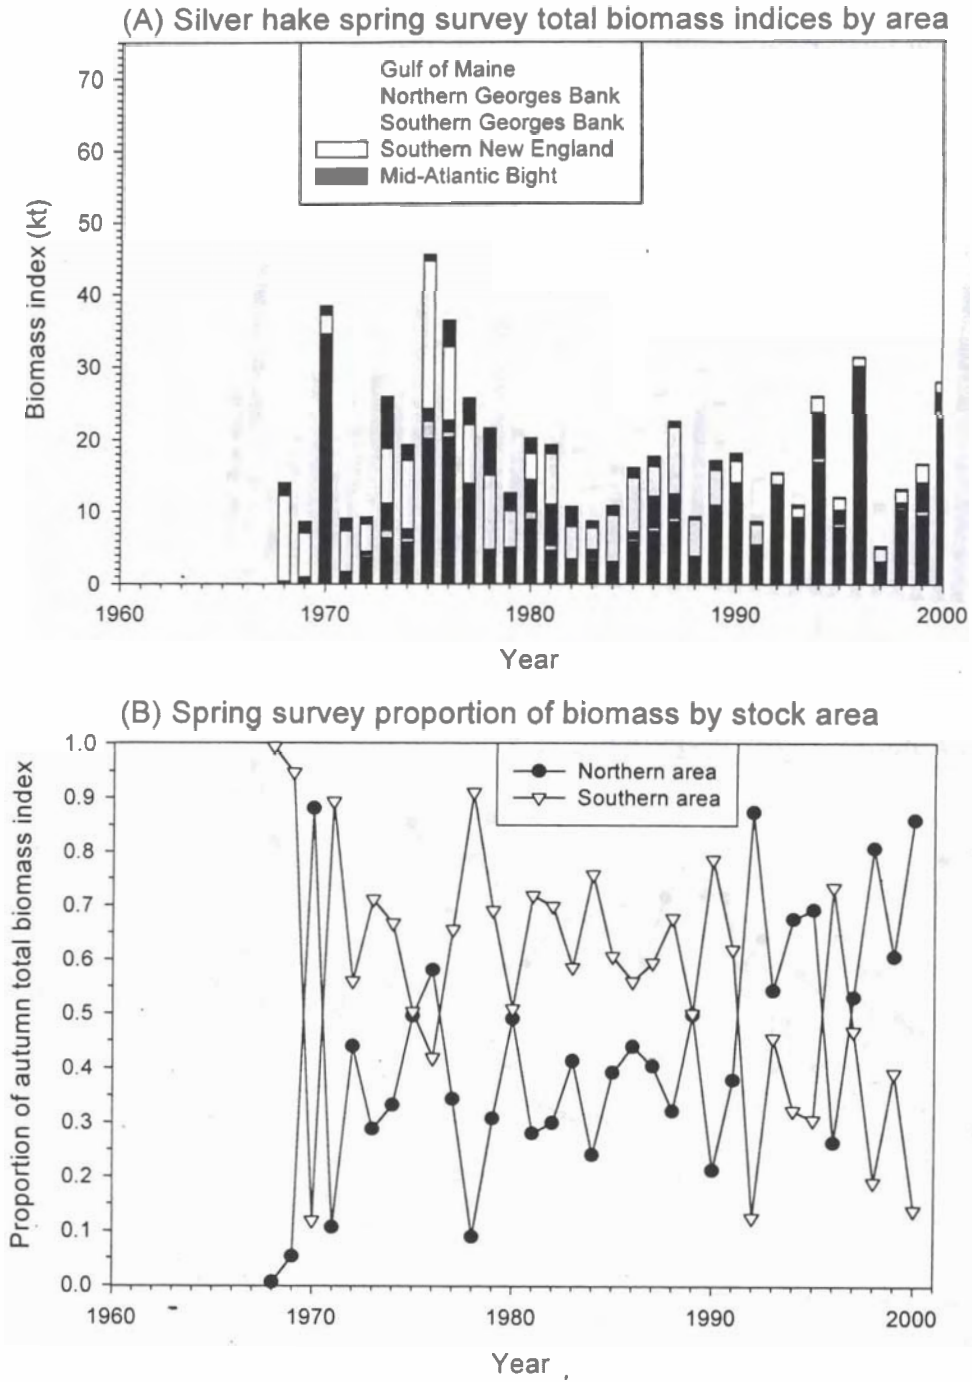 (A) Silver hake spring survey total biomass indices by area
Gulf of Maine
Northern Georges Bank
Southern Georges Bank
Southern New England
Mid-Atlantic Bight
Biomass index (kt)
70
60
50
40
30
20
10
0
1960
1970
1980
1990
2000
Year
(B) Spring survey proportion of biomass by stock area
Northern area
Southern area
Proportion of autumn total biomass index
1.0
0.9
0.8
0.7
0.6
0.5
0.4
0.3
0.2
0.1
0.0
1960
1970
1980
1990
2000
Year